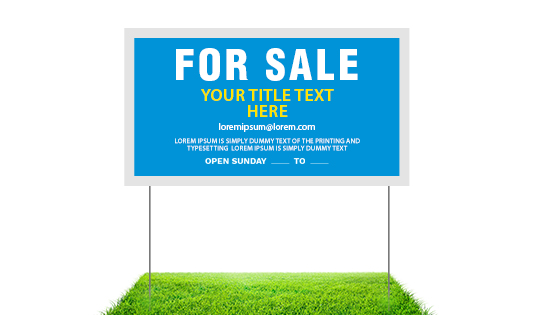 FOR SALE
YOUR TITLE TEXT
HERE
loremipsum@lorem.com
LOREM IPSUM IS SIMPLY DUMMY TEXT OF THE PRINTING AND
TYPESETTING LOREM IPSUM IS SIMPLY DUMMY TEXT
OPEN SUNDAY ____ TO ____